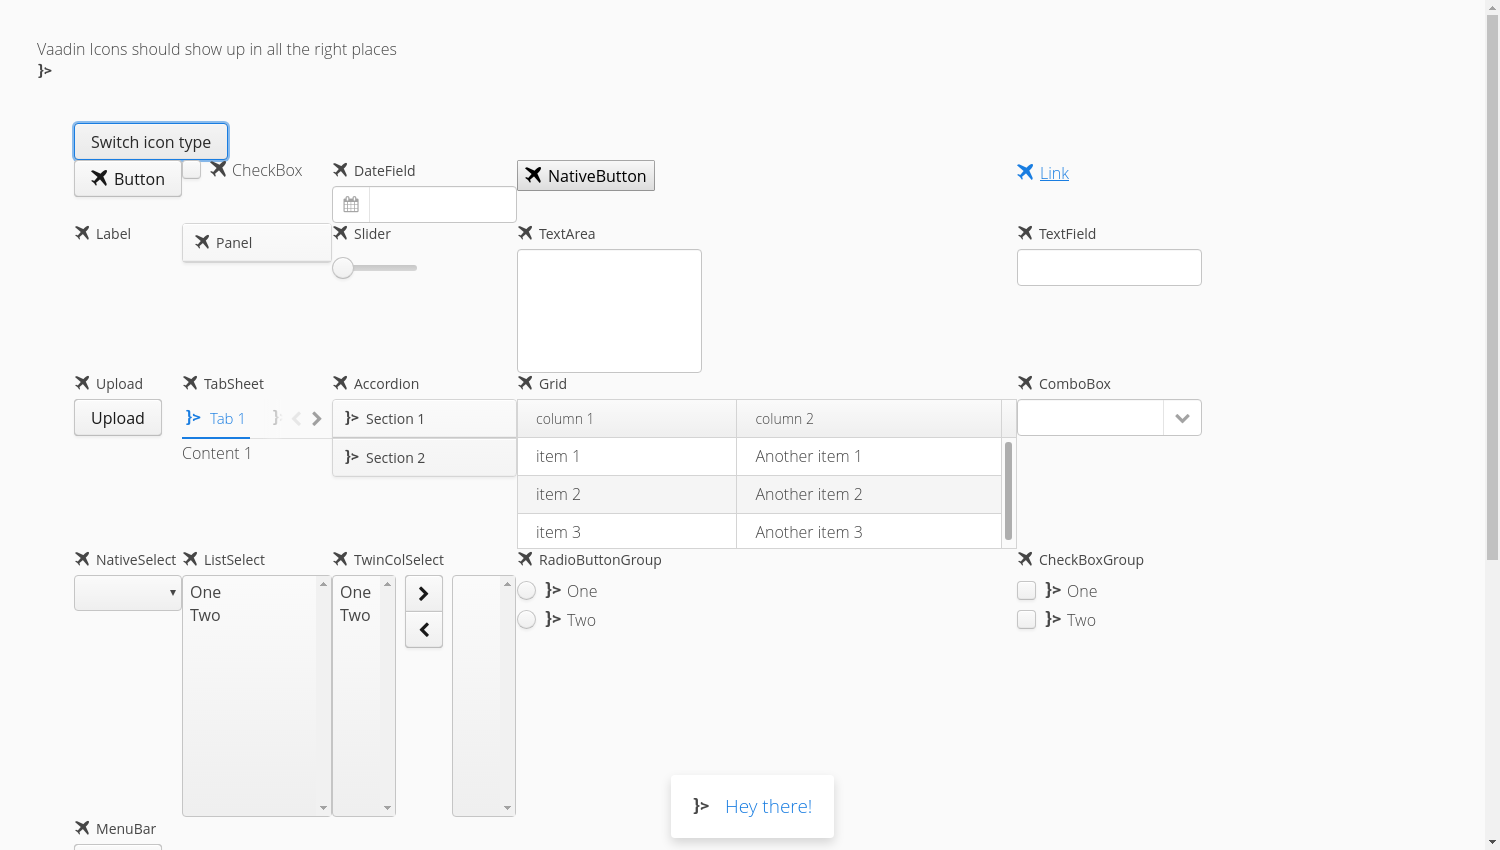 Vaadin Icons should show up in all the right places
}>
Switch icon type
Button
CheckBox
DateField
NativeButton
Link
Label
Panel
Slider
TextArea
TextField
Upload
Upload
TabSheet
}> Tab 1
Content 1
Accordion
}> Section 1
}> Section 2
Grid
column 1 column 2
item 1 Another item 1
item 2 Another item 2
item 3 Another item 3
ComboBox
NativeSelect
ListSelect
One
Two
TwinColSelect
One
Two
RadioButtonGroup
}> One
}> Two
CheckBoxGroup
}> One
}> Two
}> Hey there!
MenuBar